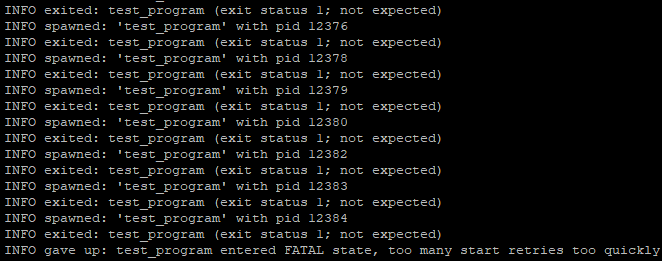 INFO exited: test_program (exit status 1; not expected)
INFO spawned: 'test_program' with pid 12376
INFO exited: test_program (exit status 1; not expected)
INFO spawned: 'test_program' with pid 12378
INFO exited: test_program (exit status 1; not expected)
INFO spawned: 'test_program' with pid 12379
INFO exited: test_program (exit status 1; not expected)
INFO spawned: 'test_program' with pid 12380
INFO exited: test_program (exit status 1; not expected)
INFO spawned: 'test_program' with pid 12382
INFO exited: test_program (exit status 1; not expected)
INFO spawned: 'test_program' with pid 12383
INFO exited: test_program (exit status 1; not expected)
INFO spawned: 'test_program' with pid 12384
INFO exited: test_program (exit status 1; not expected)
INFO gave up: test_program entered FATAL state, too many start retries too quickly